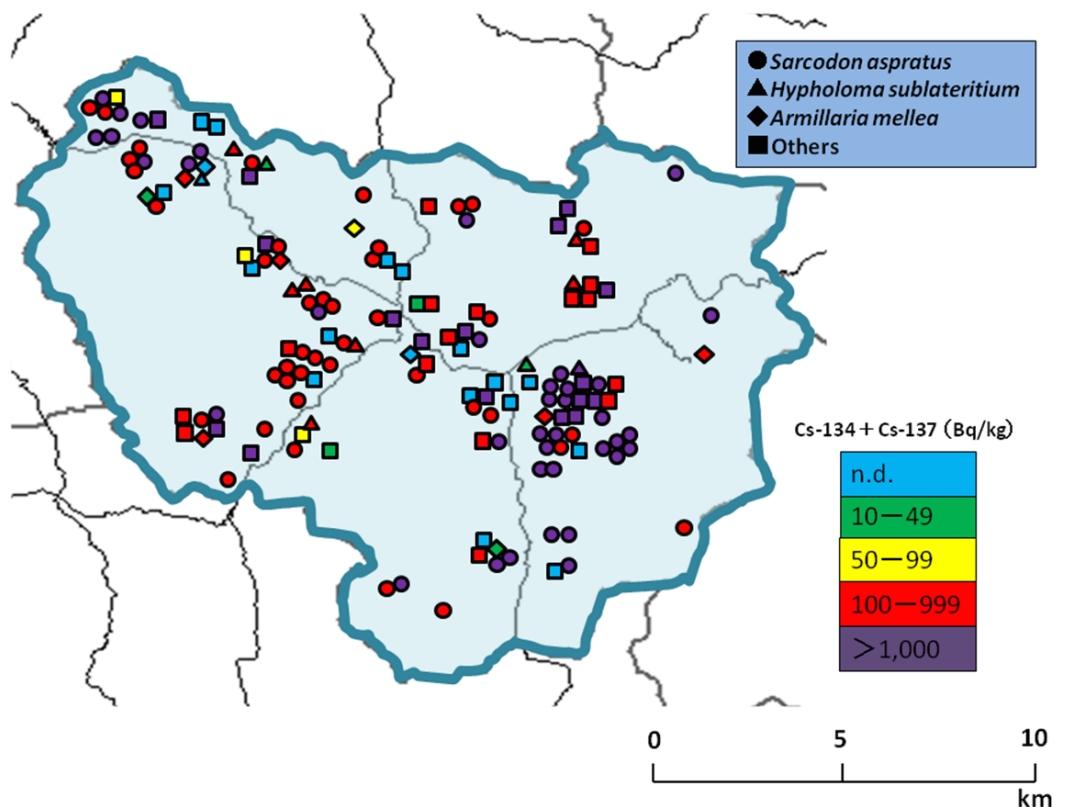 Sarcodon aspratus
Hypholoma sublateritium
Armillaria mellea
Others
Cs-134＋Cs-137（Bq/kg）
n.d.
10－49
50－99
100－999
＞1,000
0 5 10
km